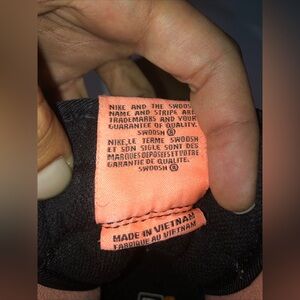 NIKE AND THE SWOOS
NAME AND STRIPE ARE
TRADEMARKS AND YOUR
GUARANTEE OF QUALITY.
SWOOSH ®
NIKE, LE TERME SWOOSH
ET SON SIGLE SONT DES
MARQUES DEPOSEES ET VOTRE
GARANTIE DE QUALITE.
SWOOSH ®
MADE IN VIETNAM
FABRIQUE AU VIETNAM